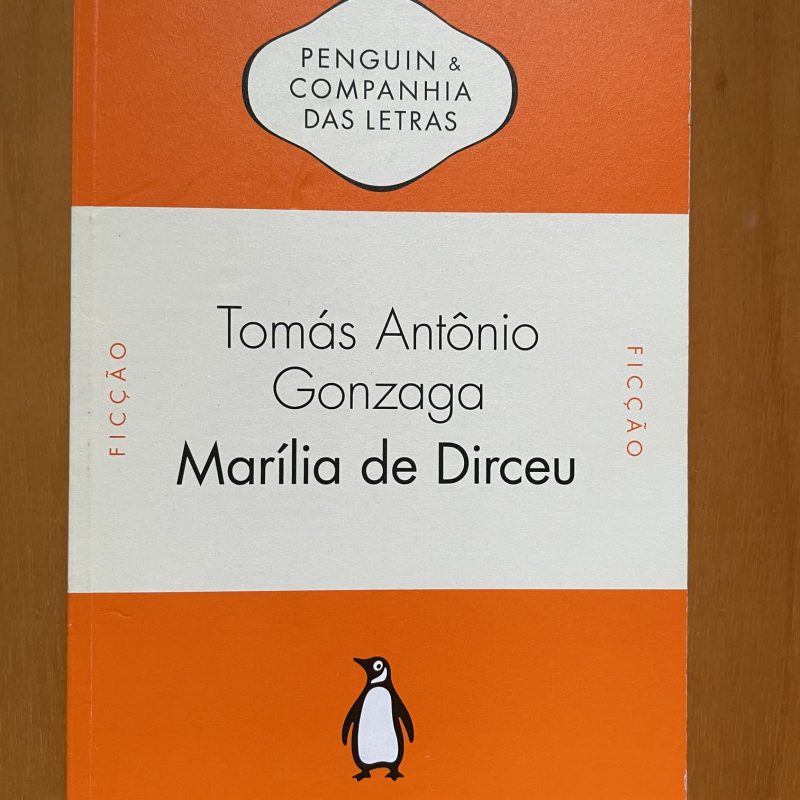 PENGUIN &
COMPANHIA
DAS LETRAS
Tomás Antônio
Gonzaga
Marília de Dirceu
FICÇÃO
FICÇÃO